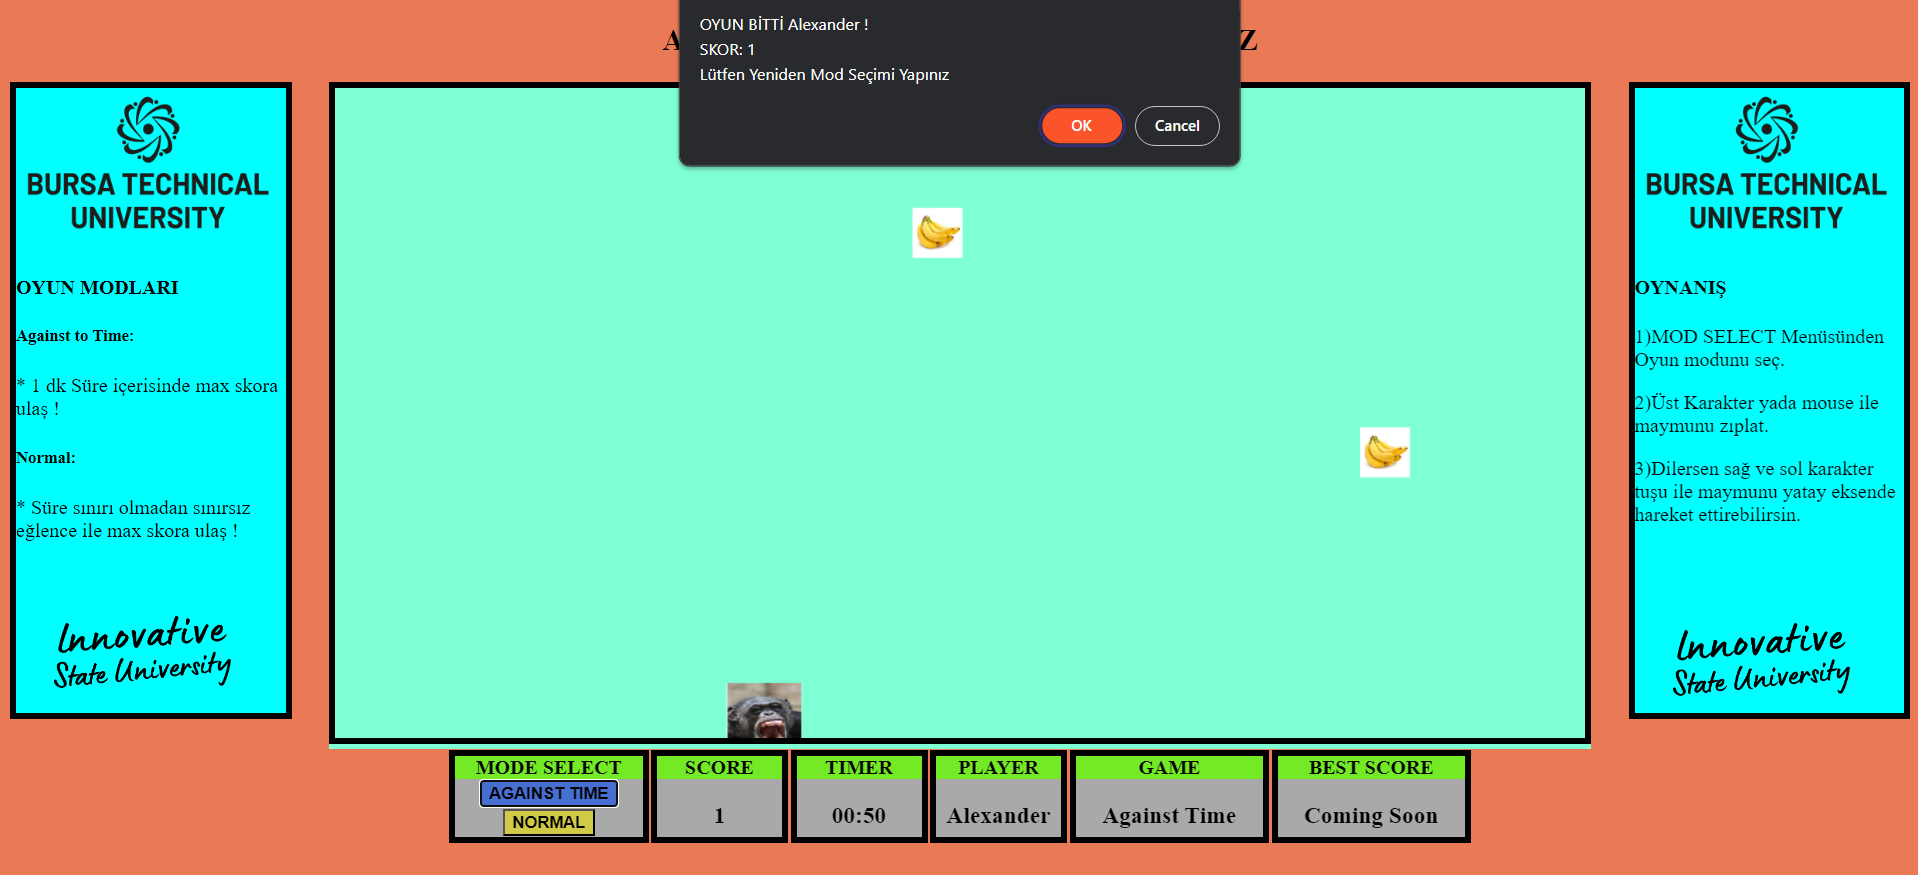 OYUN BİTTİ Alexander !
SKOR: 1
Lütfen Yeniden Mod Seçimi Yapınız
OK
Cancel
BURSA TECHNICAL
UNIVERSITY
OYUN MODLARI
Against to Time:
* 1 dk Süre içerisinde max skora
ulaş !
Normal:
* Süre sınırı olmadan sınırsız
eğlence ile max skora ulaş !
Innovative
State University
BURSA TECHNICAL
UNIVERSITY
OYNANIŞ
1)MOD SELECT Menüsünden
Oyun modunu seç.
2)Üst Karakter yada mouse ile
maymunu zıplat.
3)Dilersen sağ ve sol karakter
tuşu ile maymunu yatay eksende
hareket ettirebilirsin.
Innovative
State University
MODE SELECT
AGAINST TIME
NORMAL
SCORE
1
TIMER
00:50
PLAYER
Alexander
GAME
Against Time
BEST SCORE
Coming Soon